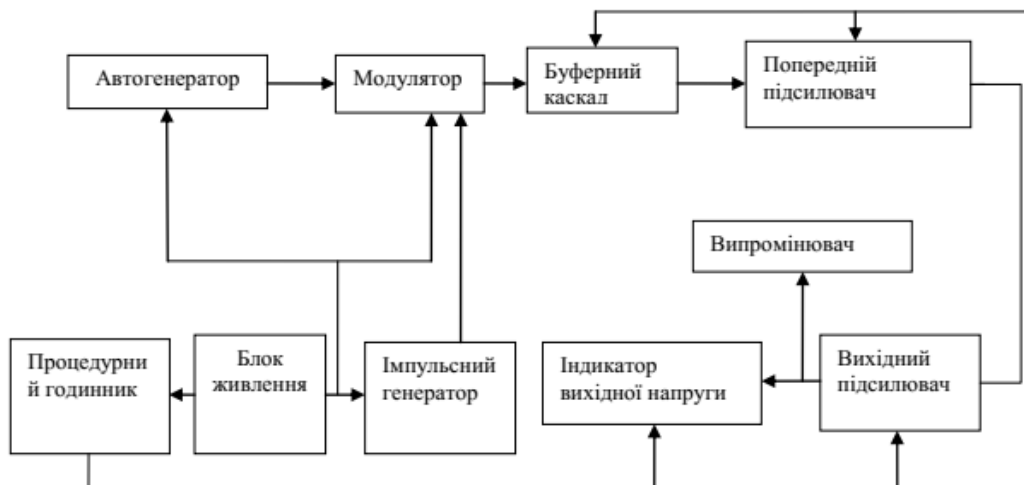 Автогенератор
Модулятор
Буферний
каскад
Попередній
підсилювач
Випромінювач
Процедурни
й годинник
Блок
живлення
Імпульсний
генератор
Індикатор
вихідної напруги
Вихідний
підсилювач